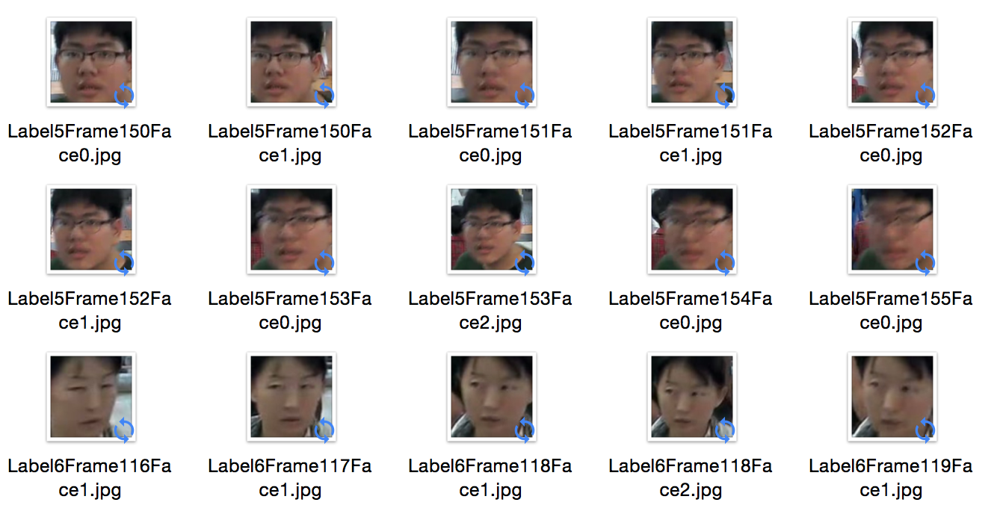 Label5Frame150Fa
ce0.jpg
Label5Frame150Fa
ce1.jpg
Label5Frame151Fa
ce0.jpg
Label5Frame151Fa
ce1.jpg
Label5Frame152Fa
ce0.jpg
Label5Frame152Fa
ce1.jpg
Label5Frame153Fa
ce0.jpg
Label5Frame153Fa
ce2.jpg
Label5Frame154Fa
ce0.jpg
Label5Frame155Fa
ce0.jpg
Label6Frame116Fa
ce1.jpg
Label6Frame117Fa
ce1.jpg
Label6Frame118Fa
ce1.jpg
Label6Frame118Fa
ce2.jpg
Label6Frame119Fa
ce1.jpg